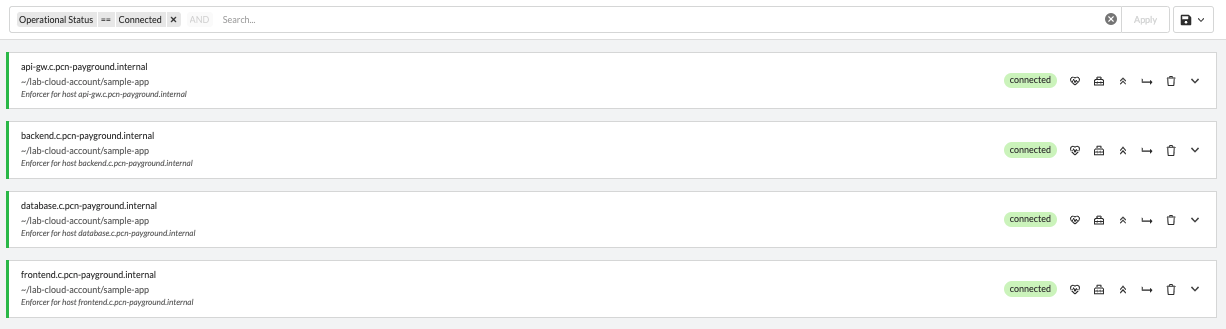 Operational Status == Connected × AND Search... Apply
api-gw.c.pcn-payground.internal
~/lab-cloud-account/sample-app connected
Enforcer for host api-gw.c.pcn-payground.internal
backend.c.pcn-payground.internal
~/lab-cloud-account/sample-app connected
Enforcer for host backend.c.pcn-payground.internal
database.c.pcn-payground.internal
~/lab-cloud-account/sample-app connected
Enforcer for host database.c.pcn-payground.internal
frontend.c.pcn-payground.internal
~/lab-cloud-account/sample-app connected
Enforcer for host frontend.c.pcn-payground.internal